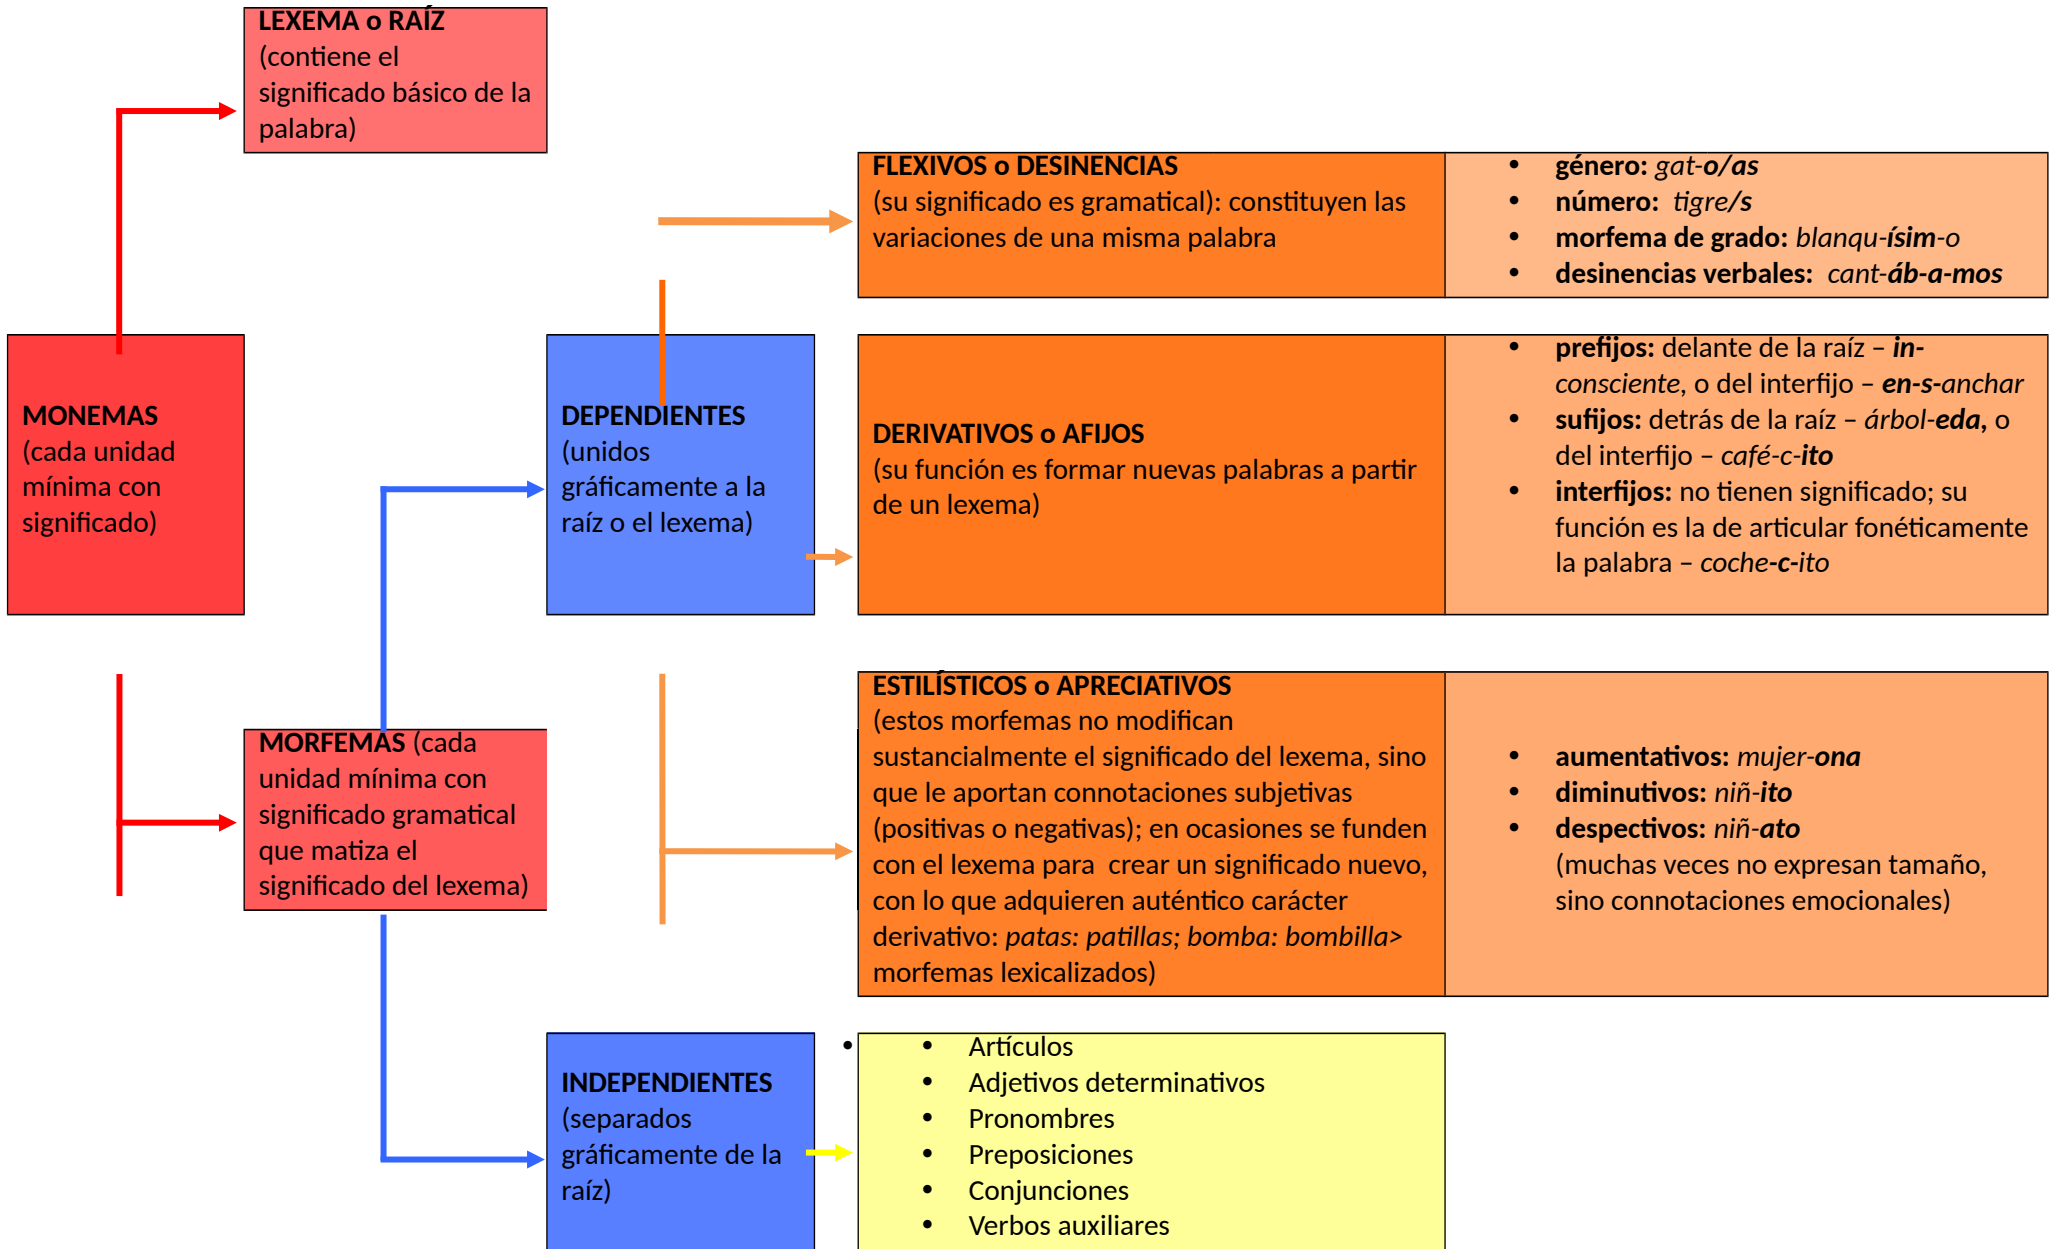 LEXEMA o RAÍZ
(contiene el
significado básico de la
palabra)
FLEXIVOS o DESINENCIAS
(su significado es gramatical): constituyen las
variaciones de una misma palabra
• género: gat-o/as
• número: tigre/s
• morfema de grado: blanqu-ísim-o
• desinencias verbales: cant-áb-a-mos
MONEMAS
(cada unidad
mínima con
significado)
DEPENDIENTES
(unidos
gráficamente a la
raíz o el lexema)
DERIVATIVOS o AFIJOS
(su función es formar nuevas palabras a partir
de un lexema)
• prefijos: delante de la raíz – in-
consciente, o del interfijo – en-s-anchar
• sufijos: detrás de la raíz – árbol-eda, o
del interfijo – café-c-ito
• interfijos: no tienen significado; su
función es la de articular fonéticamente
la palabra – coche-c-ito
MORFEMAS (cada
unidad mínima con
significado gramatical
que matiza el
significado del lexema)
ESTILÍSTICOS o APRECIATIVOS
(estos morfemas no modifican
sustancialmente el significado del lexema, sino
que le aportan connotaciones subjetivas
(positivas o negativas); en ocasiones se funden
con el lexema para crear un significado nuevo,
con lo que adquieren auténtico carácter
derivativo: patas: patillas; bomba: bombilla>
morfemas lexicalizados)
• aumentativos: mujer-ona
• diminutivos: niñ-ito
• despectivos: niñ-ato
(muchas veces no expresan tamaño,
sino connotaciones emocionales)
INDEPENDIENTES
(separados
gráficamente de la
raíz)
• • Artículos
• Adjetivos determinativos
• Pronombres
• Preposiciones
• Conjunciones
• Verbos auxiliares